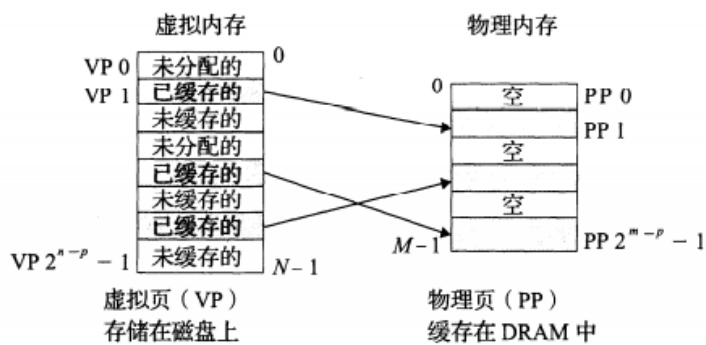 虚拟内存
物理内存
0
VP 0 未分配的
VP 1 已缓存的
未缓存的
未分配的
已缓存的
未缓存的
已缓存的
VP 2ⁿ⁻ᵖ − 1 未缓存的
N−1
0
空 PP 0
PP 1
空
空
M−1
PP 2ᵐ⁻ᵖ − 1
虚拟页（VP）
存储在磁盘上
物理页（PP）
缓存在 DRAM 中